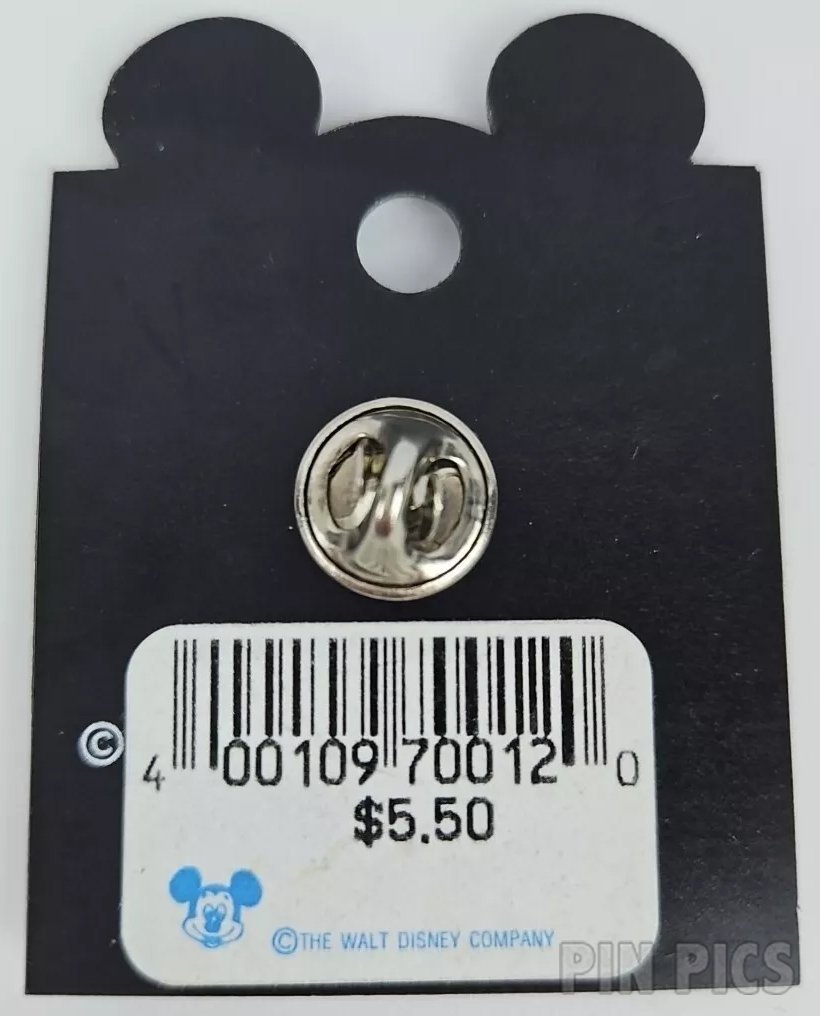 ©
4 00109 70012 0
$5.50
©THE WALT DISNEY COMPANY
PIN PICS